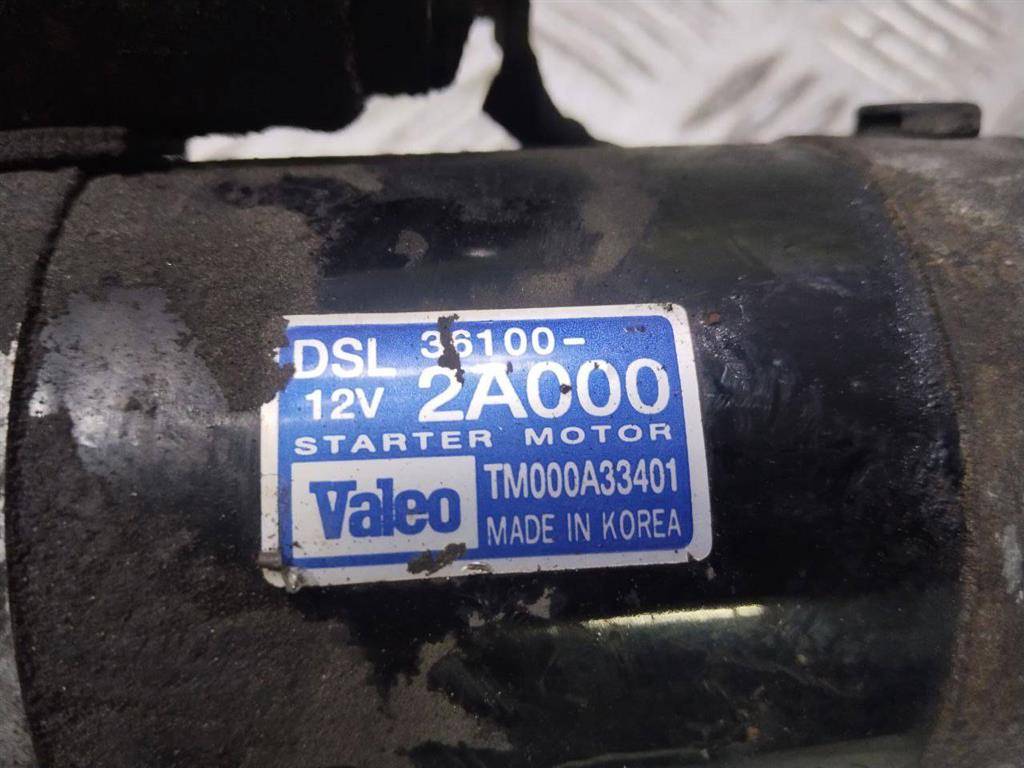 DSL 36100-
12V 2A000
STARTER MOTOR
Valeo TM000A33401
MADE IN KOREA